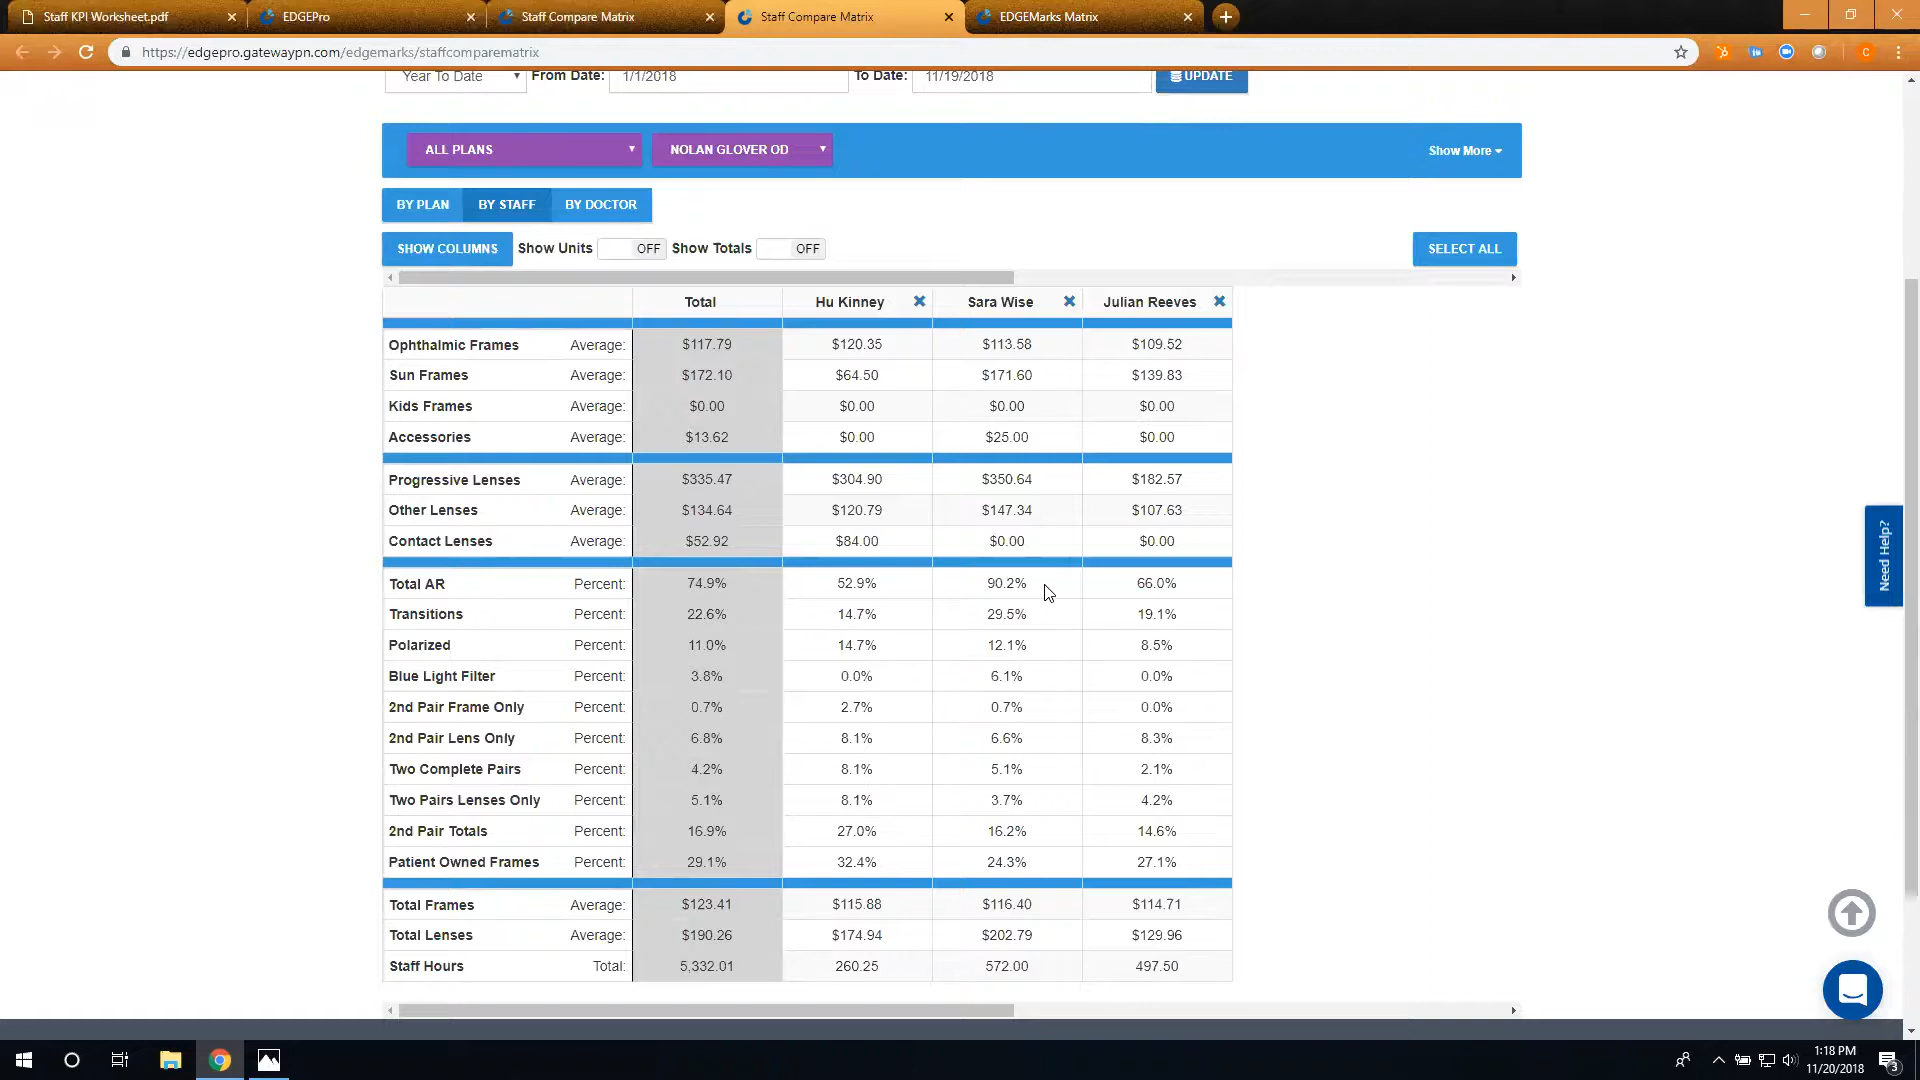 Staff KPI Worksheet.pdf
EDGEPro
Staff Compare Matrix
Staff Compare Matrix
EDGEMarks Matrix
https://edgepro.gatewaypn.com/edgemarks/staffcomparematrix
Year To Date From Date: 1/1/2018 To Date: 11/19/2018 UPDATE
ALL PLANS NOLAN GLOVER OD Show More
BY PLAN BY STAFF BY DOCTOR
SHOW COLUMNS Show Units OFF Show Totals OFF SELECT ALL
Total Hu Kinney Sara Wise Julian Reeves
Ophthalmic Frames Average: $117.79 $120.35 $113.58 $109.52
Sun Frames Average: $172.10 $64.50 $171.60 $139.83
Kids Frames Average: $0.00 $0.00 $0.00 $0.00
Accessories Average: $13.62 $0.00 $25.00 $0.00
Progressive Lenses Average: $335.47 $304.90 $350.64 $182.57
Other Lenses Average: $134.64 $120.79 $147.34 $107.63
Contact Lenses Average: $52.92 $84.00 $0.00 $0.00
Total AR Percent: 74.9% 52.9% 90.2% 66.0%
Transitions Percent: 22.6% 14.7% 29.5% 19.1%
Polarized Percent: 11.0% 14.7% 12.1% 8.5%
Blue Light Filter Percent: 3.8% 0.0% 6.1% 0.0%
2nd Pair Frame Only Percent: 0.7% 2.7% 0.7% 0.0%
2nd Pair Lens Only Percent: 6.8% 8.1% 6.6% 8.3%
Two Complete Pairs Percent: 4.2% 8.1% 5.1% 2.1%
Two Pairs Lenses Only Percent: 5.1% 8.1% 3.7% 4.2%
2nd Pair Totals Percent: 16.9% 27.0% 16.2% 14.6%
Patient Owned Frames Percent: 29.1% 32.4% 24.3% 27.1%
Total Frames Average: $123.41 $115.88 $116.40 $114.71
Total Lenses Average: $190.26 $174.94 $202.79 $129.96
Staff Hours Total: 5,332.01 260.25 572.00 497.50
Need Help?
1:18 PM
11/20/2018
3